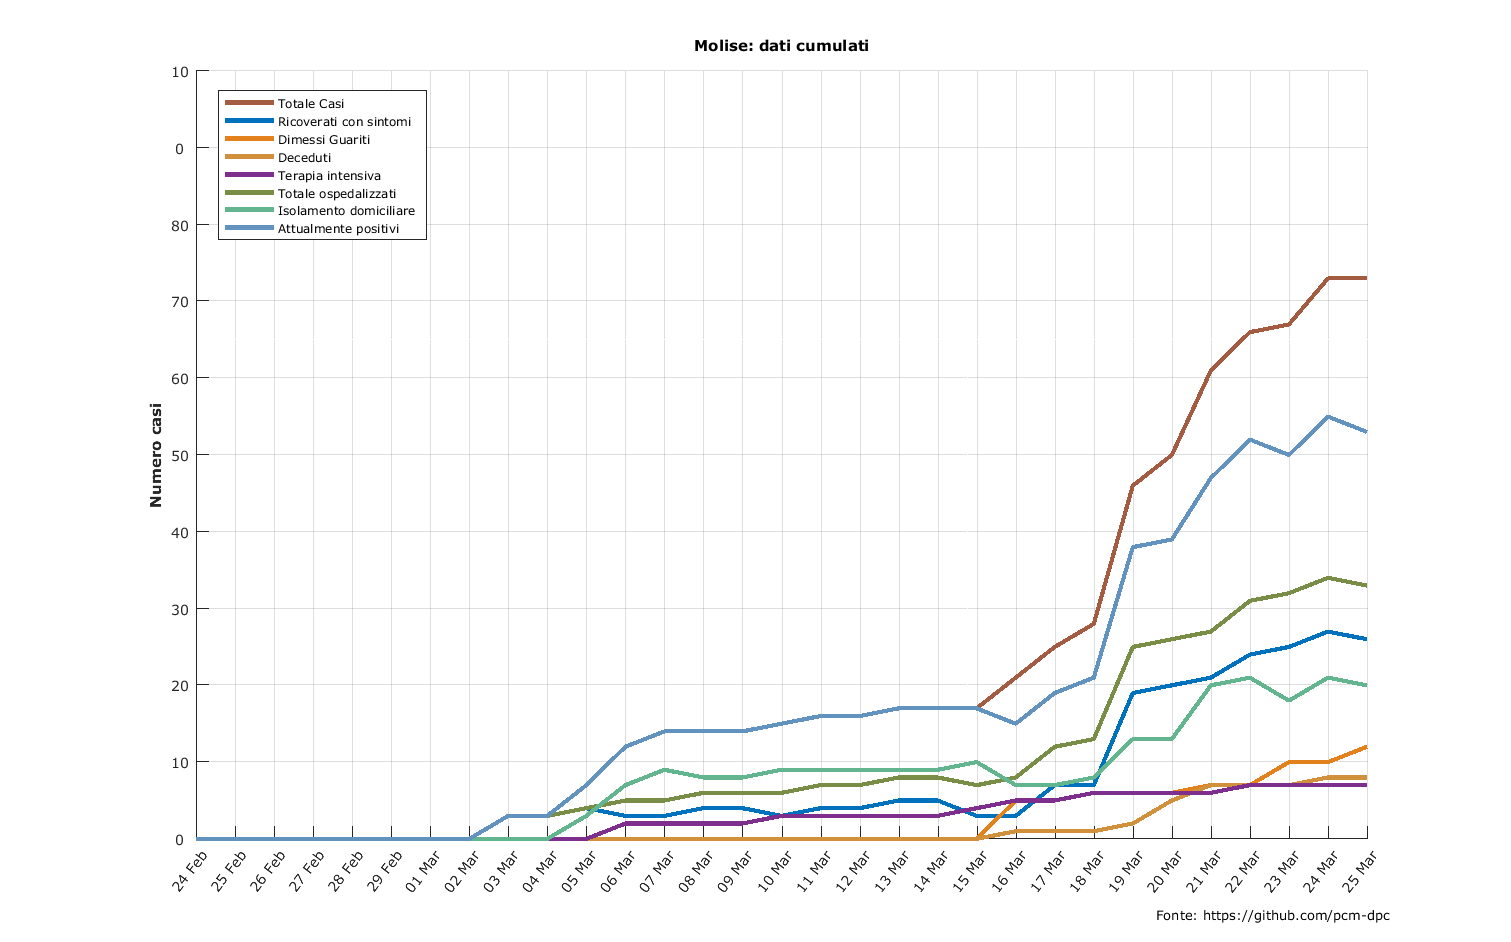 Molise: dati cumulati
10
0
80
70
60
50
40
30
20
10
0
Numero casi
Totale Casi
Ricoverati con sintomi
Dimessi Guariti
Deceduti
Terapia intensiva
Totale ospedalizzati
Isolamento domiciliare
Attualmente positivi
24 Feb
25 Feb
26 Feb
27 Feb
28 Feb
29 Feb
01 Mar
02 Mar
03 Mar
04 Mar
05 Mar
06 Mar
07 Mar
08 Mar
09 Mar
10 Mar
11 Mar
12 Mar
13 Mar
14 Mar
15 Mar
16 Mar
17 Mar
18 Mar
19 Mar
20 Mar
21 Mar
22 Mar
23 Mar
24 Mar
25 Mar
Fonte: https://github.com/pcm-dpc